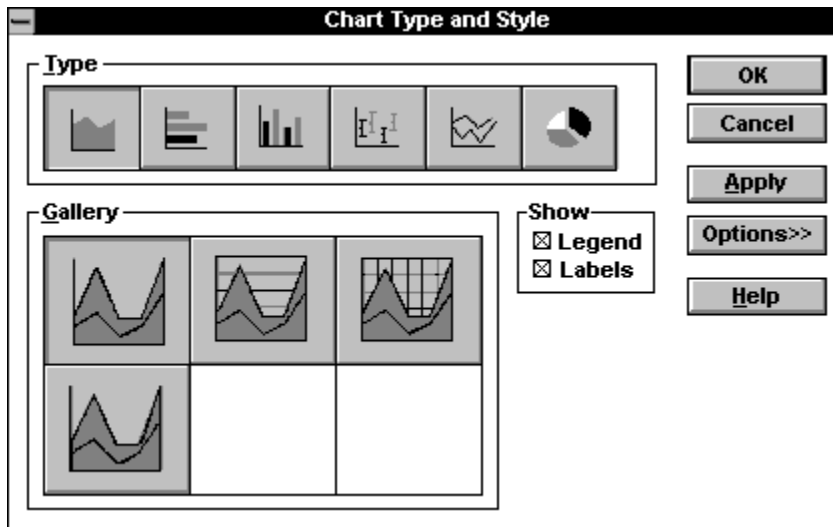 Chart Type and Style
Type
OK
Cancel
Apply
Gallery
Show
Legend
Labels
Options>>
Help